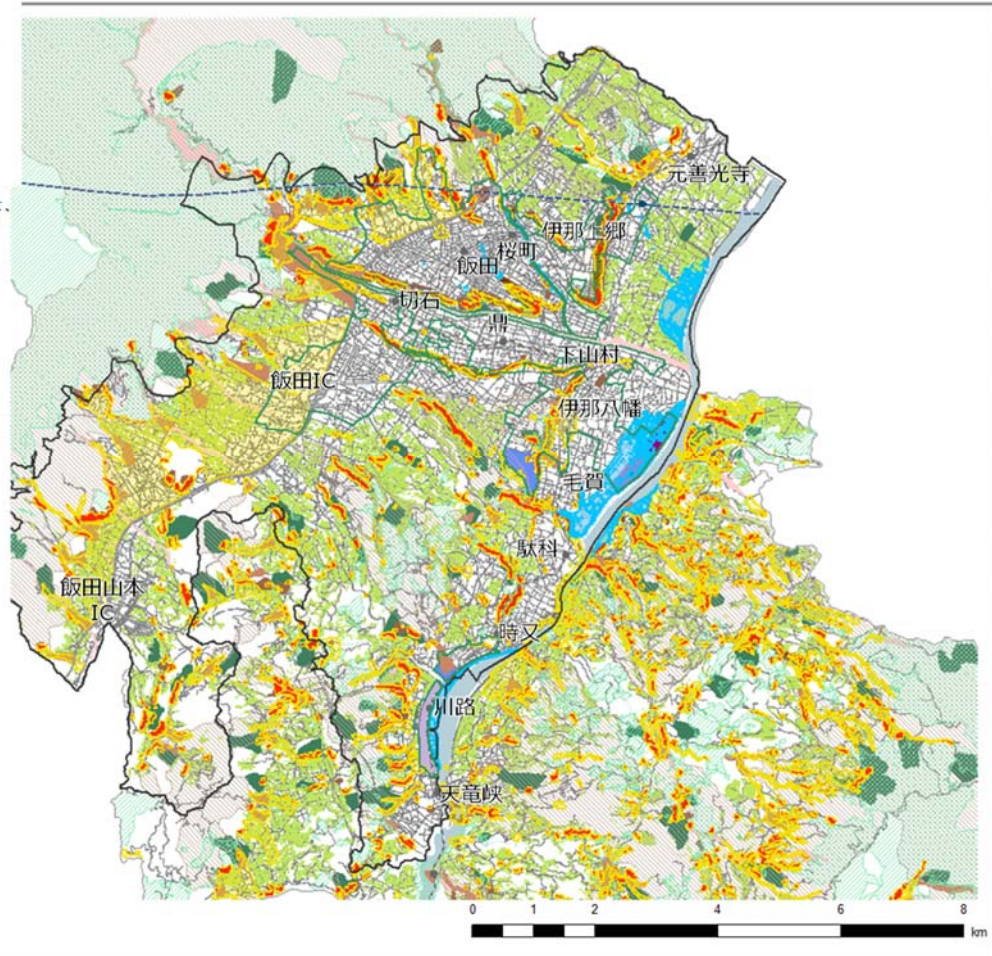 元善光寺
伊那上郷
桜町
飯田
切石
鼎
下山村
飯田IC
伊那八幡
毛賀
駄科
飯田山本
IC
時又
川路
天竜峡
0 1 2 4 6 8
km